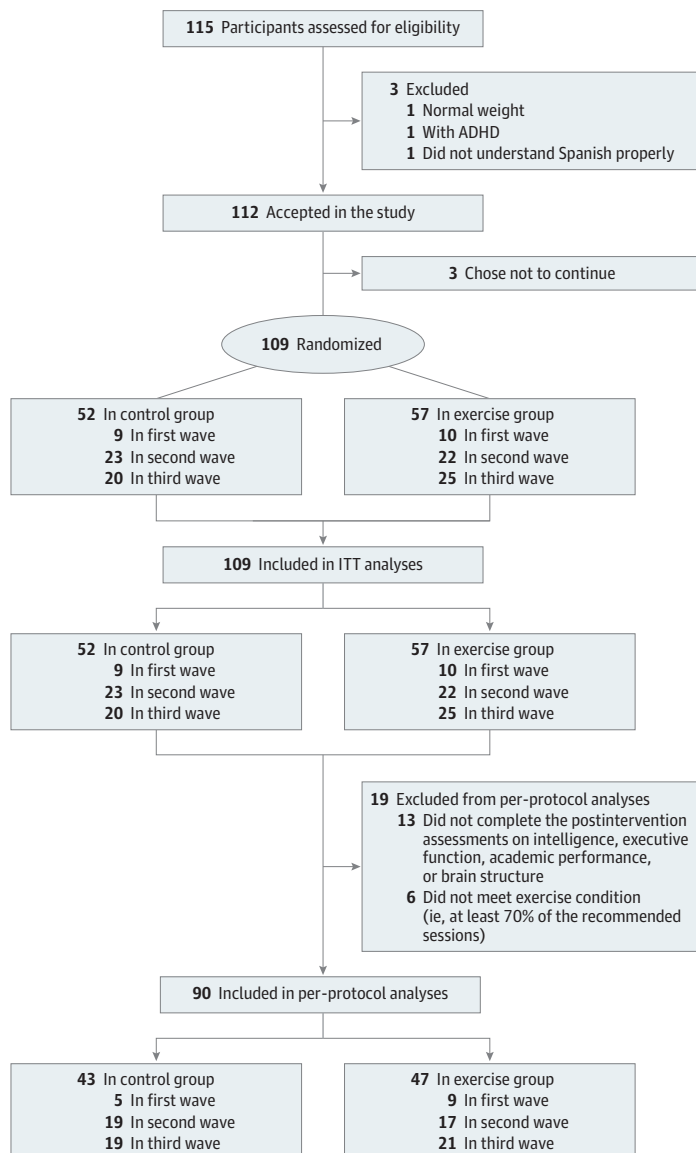 115 Participants assessed for eligibility
3 Excluded
1 Normal weight
1 With ADHD
1 Did not understand Spanish properly
112 Accepted in the study
3 Chose not to continue
109 Randomized
52 In control group
9 In first wave
23 In second wave
20 In third wave
57 In exercise group
10 In first wave
22 In second wave
25 In third wave
109 Included in ITT analyses
52 In control group
9 In first wave
23 In second wave
20 In third wave
57 In exercise group
10 In first wave
22 In second wave
25 In third wave
19 Excluded from per-protocol analyses
13 Did not complete the postintervention
assessments on intelligence, executive
function, academic performance,
or brain structure
6 Did not meet exercise condition
(ie, at least 70% of the recommended
sessions)
90 Included in per-protocol analyses
43 In control group
5 In first wave
19 In second wave
19 In third wave
47 In exercise group
9 In first wave
17 In second wave
21 In third wave